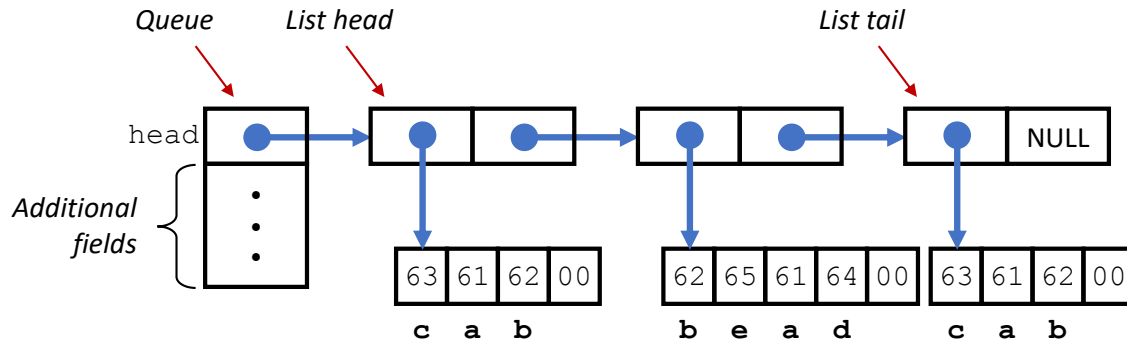 Queue List head List tail
head NULL
Additional
fields
63 61 62 00 62 65 61 64 00 63 61 62 00
c a b b e a d c a b